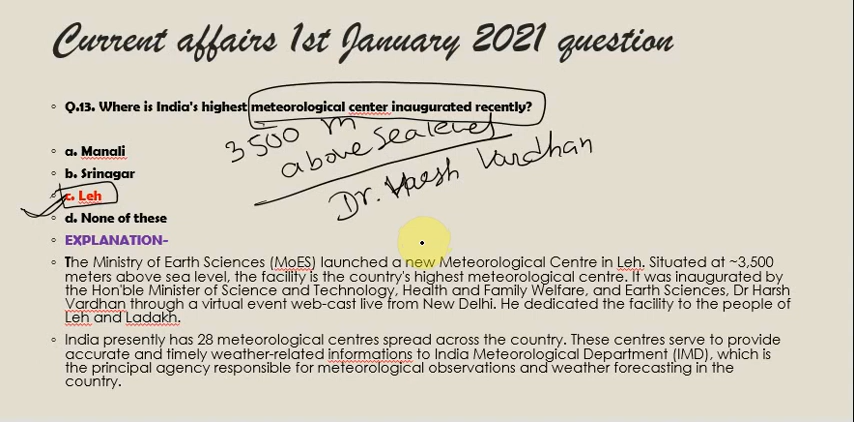 Current affairs 1st January 2021 question
Q.13. Where is India's highest meteorological center inaugurated recently?
3500 m
above sea level
Dr. Harsh Vardhan
a. Manali
b. Srinagar
c. Leh
d. None of these
EXPLANATION-
The Ministry of Earth Sciences (MoES) launched a new Meteorological Centre in Leh. Situated at ~3,500
meters above sea level, the facility is the country's highest meteorological centre. It was inaugurated by
the Hon'ble Minister of Science and Technology, Health and Family Welfare, and Earth Sciences, Dr Harsh
Vardhan through a virtual event web-cast live from New Delhi. He dedicated the facility to the people of
Leh and Ladakh.
India presently has 28 meteorological centres spread across the country. These centres serve to provide
accurate and timely weather-related informations to India Meteorological Department (IMD), which is
the principal agency responsible for meteorological observations and weather forecasting in the
country.